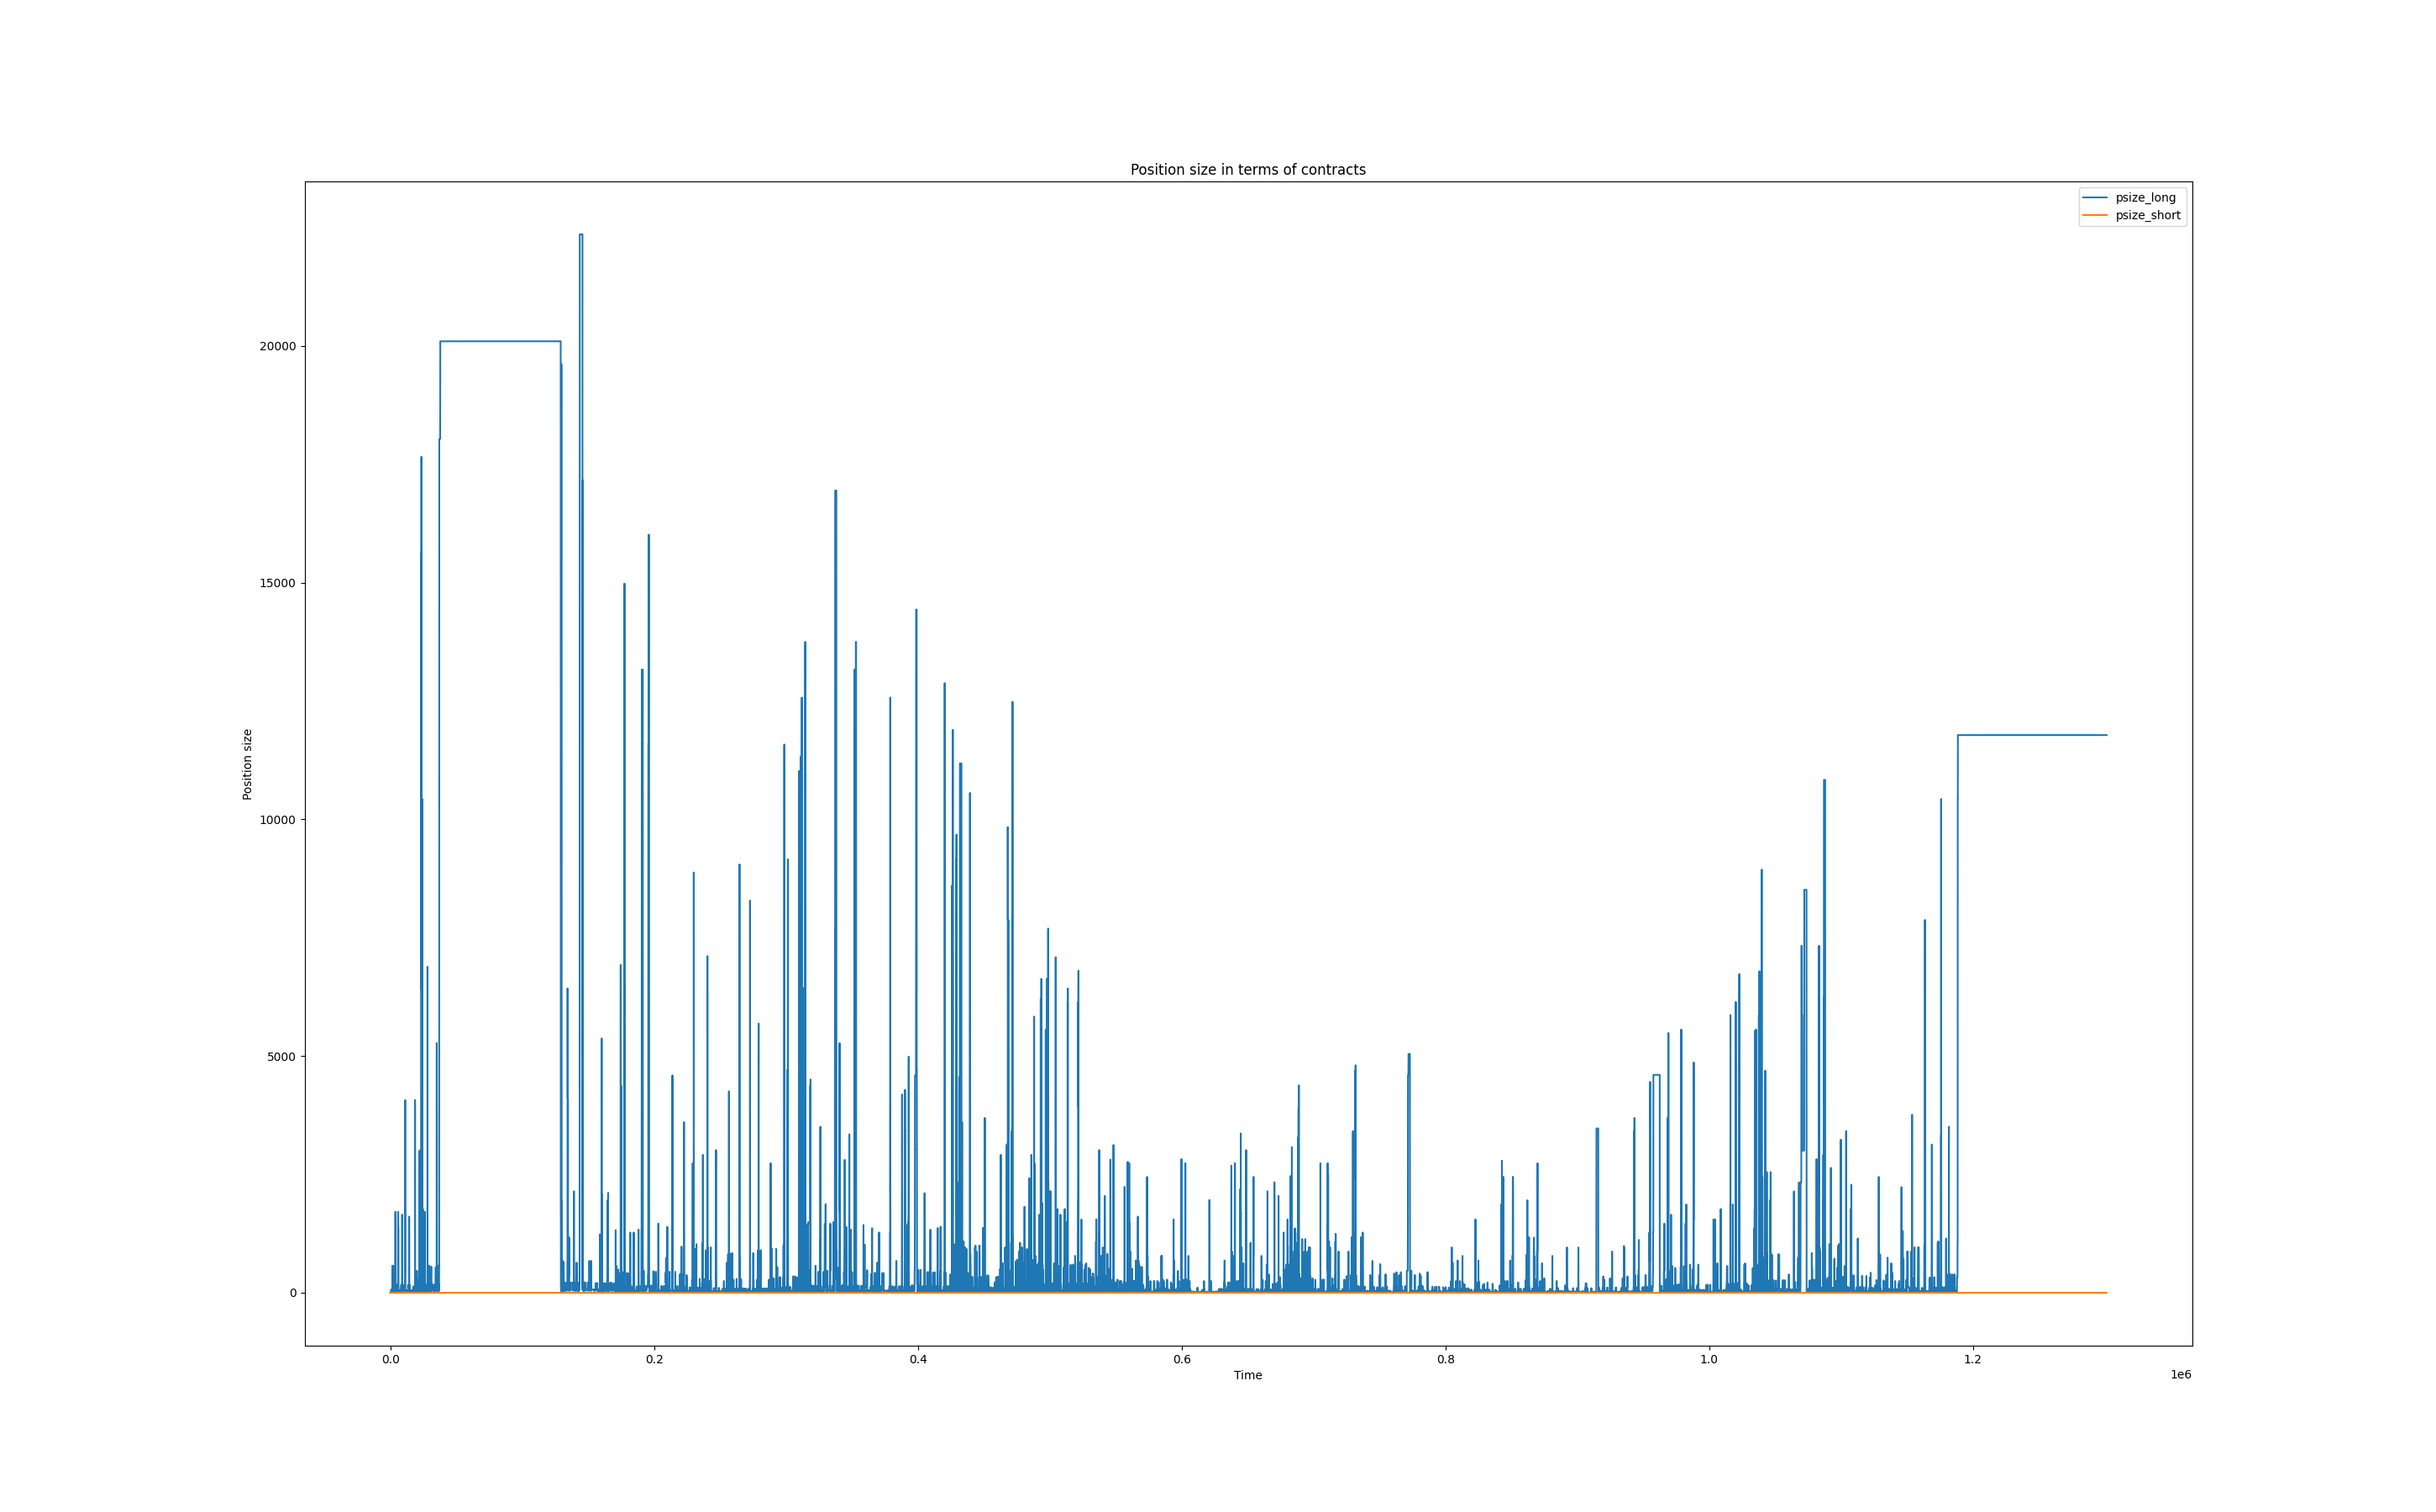 Position size in terms of contracts
psize_long
psize_short
Position size
20000
15000
10000
5000
0
0.0 0.2 0.4 0.6 0.8 1.0 1.2
Time
1e6